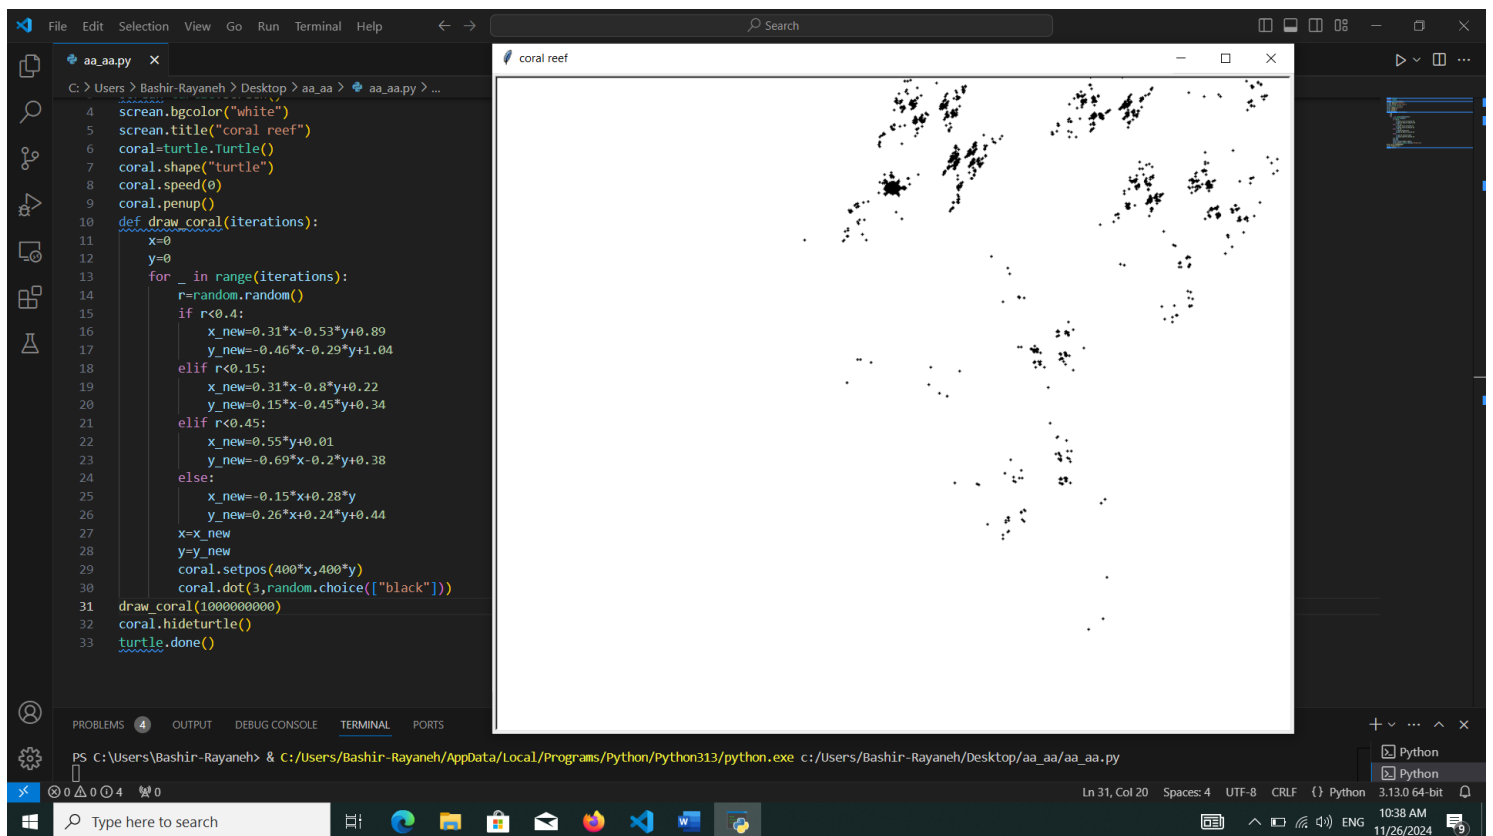 File Edit Selection View Go Run Terminal Help
Search
aa_aa.py
coral reef
C: > Users > Bashir-Rayaneh > Desktop > aa_aa > aa_aa.py > ...
4 screan.bgcolor("white")
5 screan.title("coral reef")
6 coral=turtle.Turtle()
7 coral.shape("turtle")
8 coral.speed(0)
9 coral.penup()
10 def draw_coral(iterations):
11 x=0
12 y=0
13 for _ in range(iterations):
14 r=random.random()
15 if r<0.4:
16 x_new=0.31*x-0.53*y+0.89
17 y_new=-0.46*x-0.29*y+1.04
18 elif r<0.15:
19 x_new=0.31*x-0.8*y+0.22
20 y_new=0.15*x-0.45*y+0.34
21 elif r<0.45:
22 x_new=0.55*y+0.01
23 y_new=-0.69*x-0.2*y+0.38
24 else:
25 x_new=-0.15*x+0.28*y
26 y_new=0.26*x+0.24*y+0.44
27 x=x_new
28 y=y_new
29 coral.setpos(400*x,400*y)
30 coral.dot(3,random.choice(["black"]))
31 draw_coral(1000000000)
32 coral.hideturtle()
33 turtle.done()
PROBLEMS 4 OUTPUT DEBUG CONSOLE TERMINAL PORTS
PS C:\Users\Bashir-Rayaneh> & C:/Users/Bashir-Rayaneh/AppData/Local/Programs/Python/Python313/python.exe c:/Users/Bashir-Rayaneh/Desktop/aa_aa/aa_aa.py
Python
Python
0 0 4 0 Ln 31, Col 20 Spaces: 4 UTF-8 CRLF {} Python 3.13.0 64-bit
Type here to search
ENG
10:38 AM
11/26/2024
9